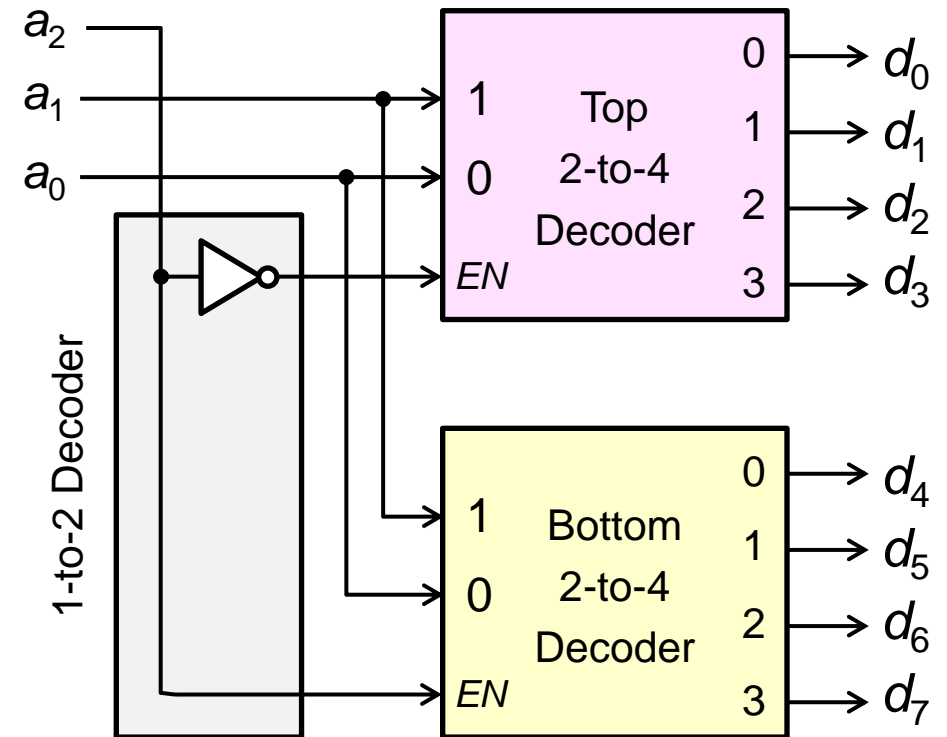 a₂
a₁
a₀
1-to-2 Decoder
1
0
EN
Top
2-to-4
Decoder
0
1
2
3
d₀
d₁
d₂
d₃
1
0
EN
Bottom
2-to-4
Decoder
0
1
2
3
d₄
d₅
d₆
d₇